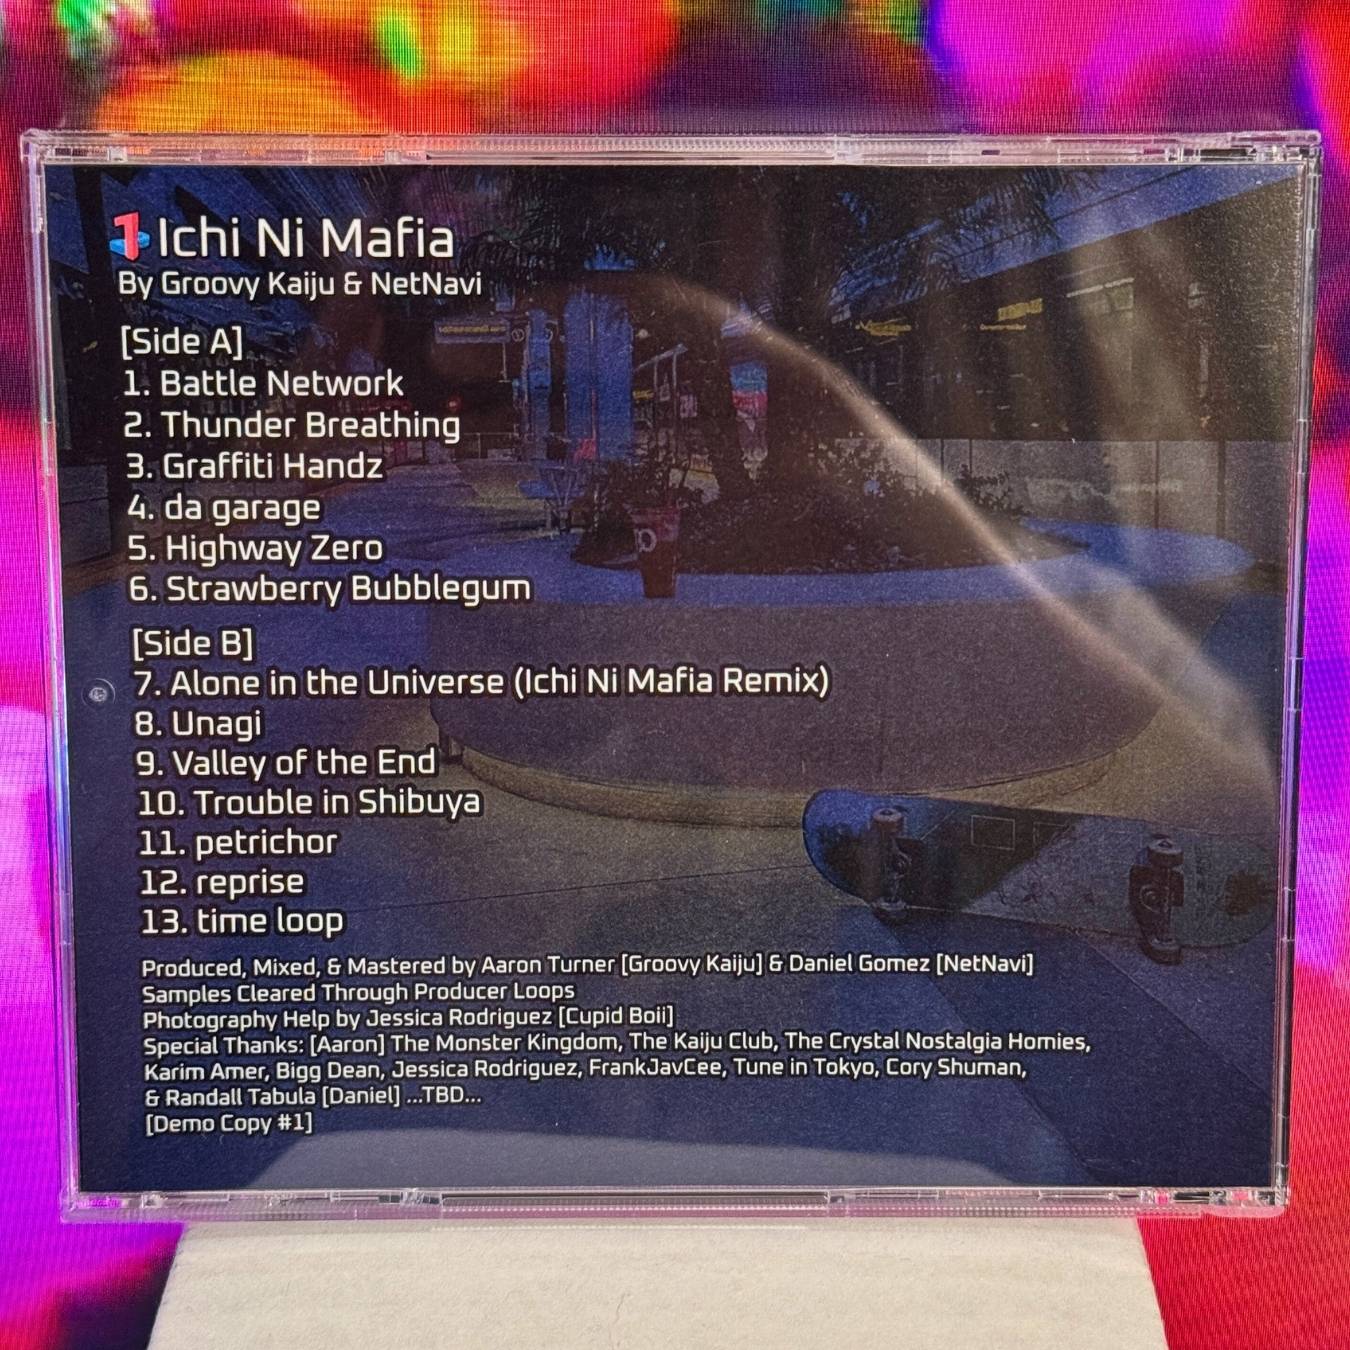 1 Ichi Ni Mafia
By Groovy Kaiju & NetNavi
[Side A]
1. Battle Network
2. Thunder Breathing
3. Graffiti Handz
4. da garage
5. Highway Zero
6. Strawberry Bubblegum
[Side B]
7. Alone in the Universe (Ichi Ni Mafia Remix)
8. Unagi
9. Valley of the End
10. Trouble in Shibuya
11. petrichor
12. reprise
13. time loop
Produced, Mixed, & Mastered by Aaron Turner [Groovy Kaiju] & Daniel Gomez [NetNavi]
Samples Cleared Through Producer Loops
Photography Help by Jessica Rodriguez [Cupid Boii]
Special Thanks: [Aaron] The Monster Kingdom, The Kaiju Club, The Crystal Nostalgia Homies,
Karim Amer, Bigg Dean, Jessica Rodriguez, FrankJavCee, Tune in Tokyo, Cory Shuman,
& Randall Tabula [Daniel] ...TBD...
[Demo Copy #1]